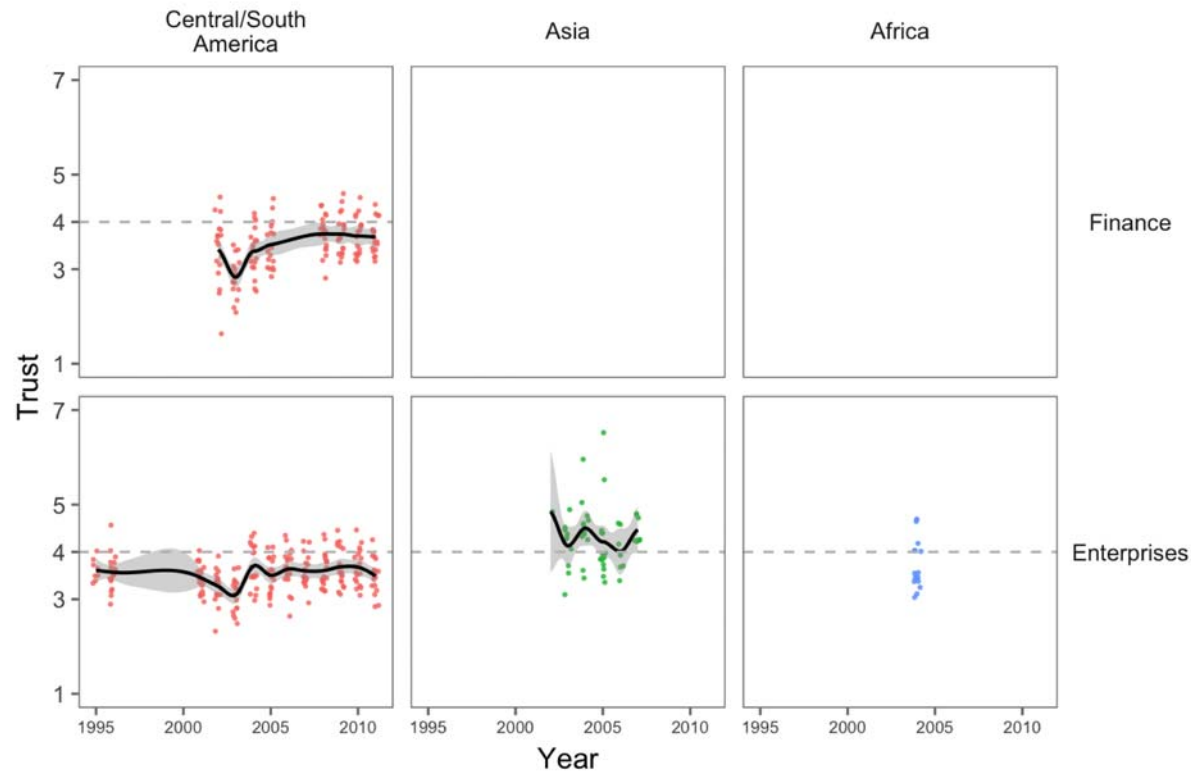 Central/South
America
Asia
Africa
7
5
4
3
1
Finance
Trust
7
5
4
3
1
Enterprises
1995 2000 2005 2010
1995 2000 2005 2010
1995 2000 2005 2010
Year